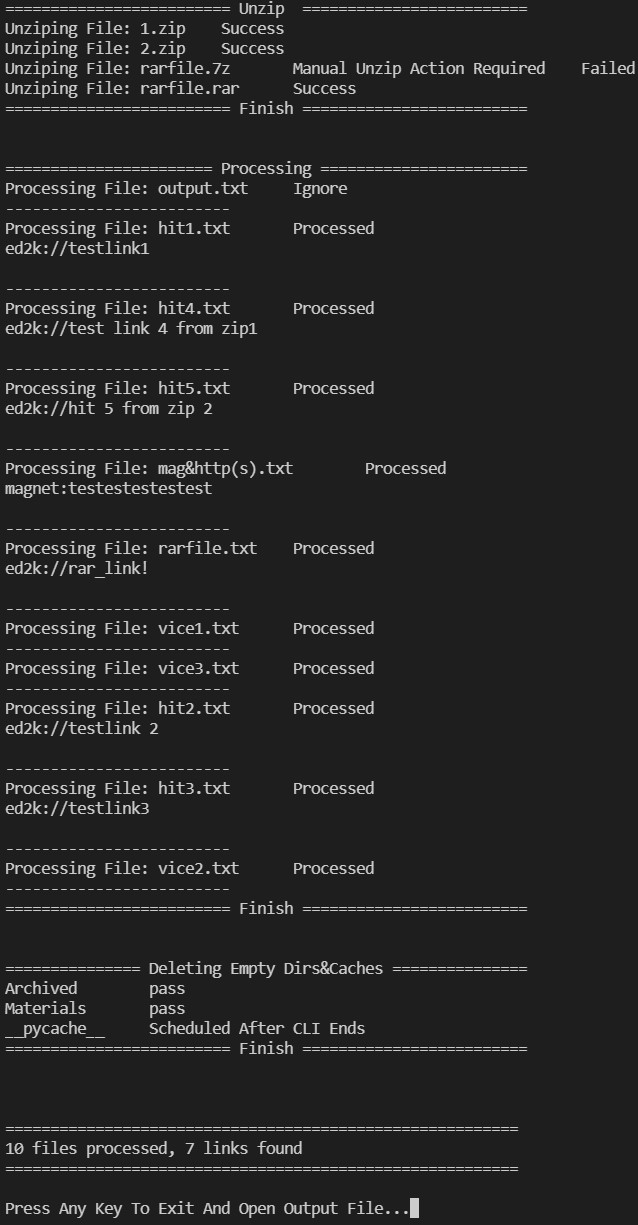 ========================= Unzip  =========================
Unziping File: 1.zip    Success
Unziping File: 2.zip    Success
Unziping File: rarfile.7z       Manual Unzip Action Required    Failed
Unziping File: rarfile.rar      Success
========================= Finish =========================
======================= Processing =======================
Processing File: output.txt     Ignore
-------------------------
Processing File: hit1.txt       Processed
ed2k://testlink1
-------------------------
Processing File: hit4.txt       Processed
ed2k://test link 4 from zip1
-------------------------
Processing File: hit5.txt       Processed
ed2k://hit 5 from zip 2
-------------------------
Processing File: mag&http(s).txt        Processed
magnet:testestestestest
-------------------------
Processing File: rarfile.txt    Processed
ed2k://rar_link!
-------------------------
Processing File: vice1.txt      Processed
-------------------------
Processing File: vice3.txt      Processed
-------------------------
Processing File: hit2.txt       Processed
ed2k://testlink 2
-------------------------
Processing File: hit3.txt       Processed
ed2k://testlink3
-------------------------
Processing File: vice2.txt      Processed
-------------------------
========================= Finish =========================
=============== Deleting Empty Dirs&Caches ===============
Archived        pass
Materials       pass
__pycache__     Scheduled After CLI Ends
========================= Finish =========================
=========================================================
10 files processed, 7 links found
=========================================================
Press Any Key To Exit And Open Output File...